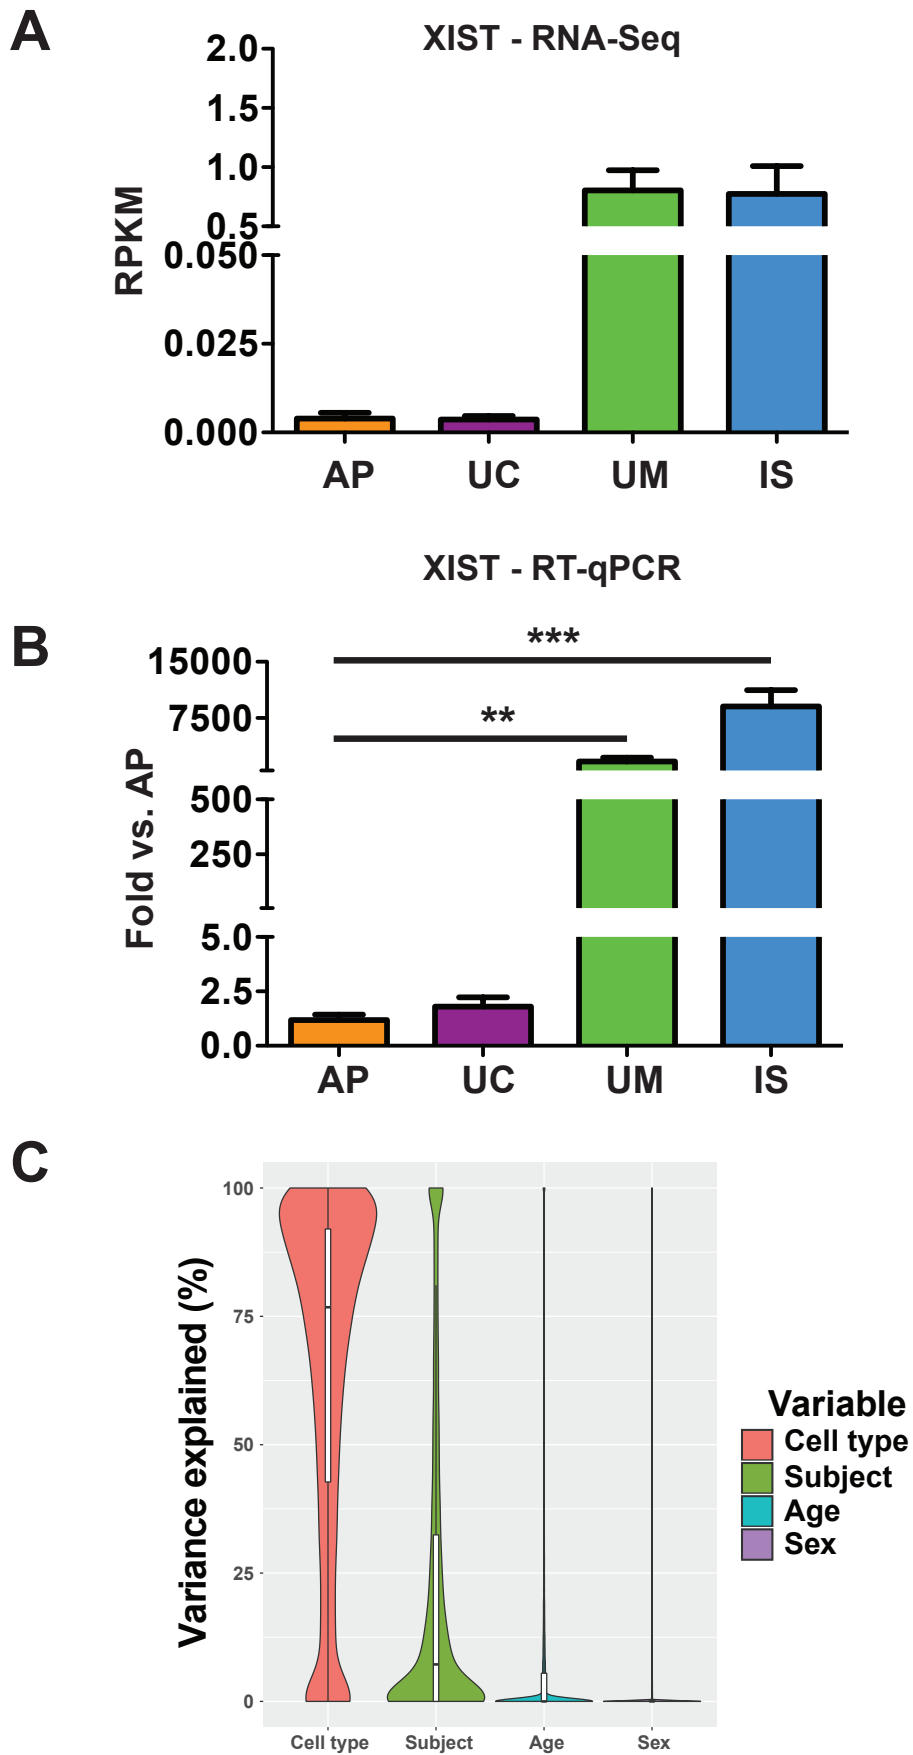 A
XIST - RNA-Seq
RPKM
2.0
1.5
1.0
0.5
0.050
0.025
0.000
AP UC UM IS
XIST - RT-qPCR
B
Fold vs. AP
***
**
15000
7500
500
250
5.0
2.5
0.0
AP UC UM IS
C
Variance explained (%)
100
75
50
25
0
Cell type Subject Age Sex
Variable
Cell type
Subject
Age
Sex